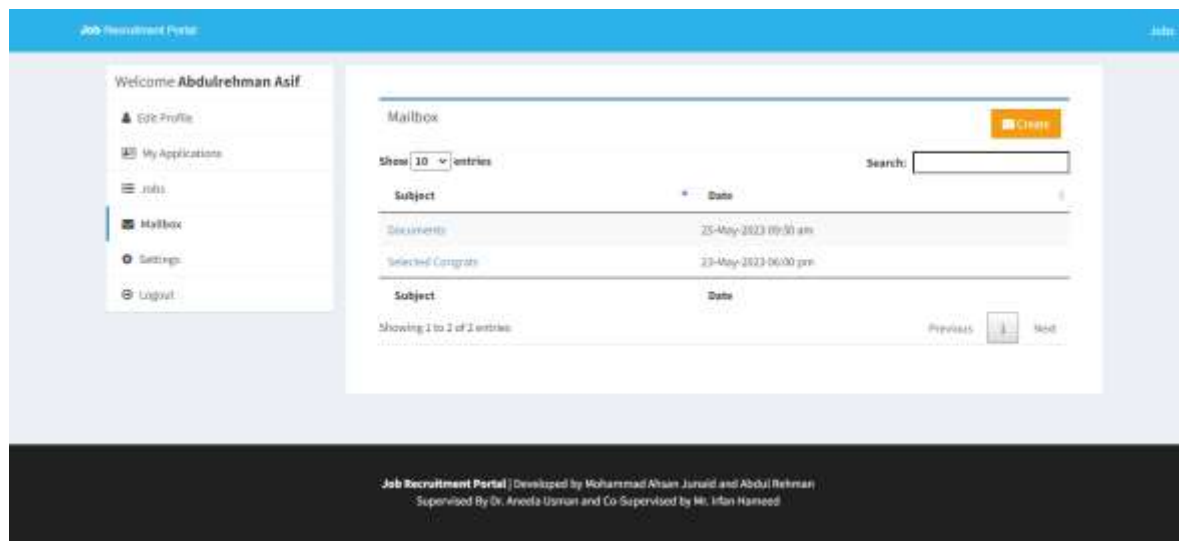 Job Recruitment Portal
Jobs
Welcome Abdulrehman Asif
Edit Profile
My Applications
Jobs
Mailbox
Settings
Logout
Mailbox
Create
Show 10 entries
Search:
Subject Date
Documents 25-May-2023 09:30 am
Selected Congrats 23-May-2023 06:00 pm
Subject Date
Showing 1 to 2 of 2 entries
Previous 1 Next
Job Recruitment Portal | Developed by Mohammad Ahsan Junaid and Abdul Rehman
Supervised By Dr. Aneela Usman and Co-Supervised by Mr. Irfan Hameed